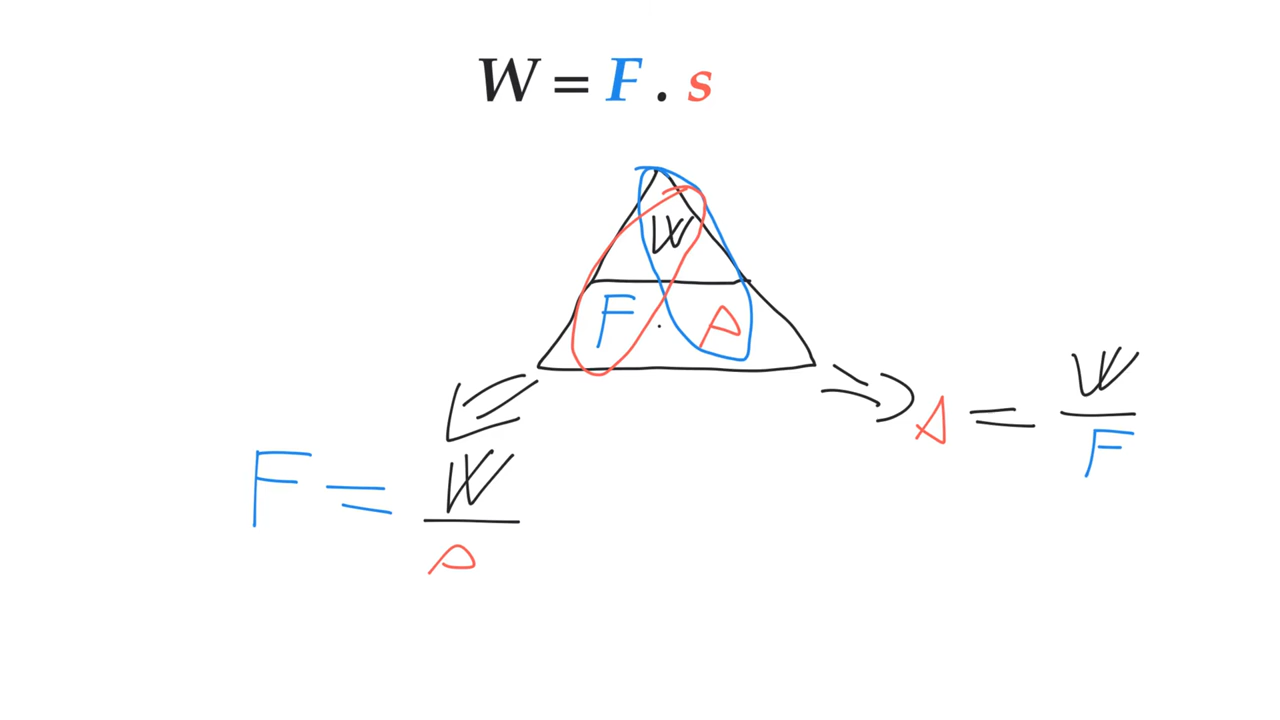 W = F . s
W
F . s
F = W / s
s = W / F